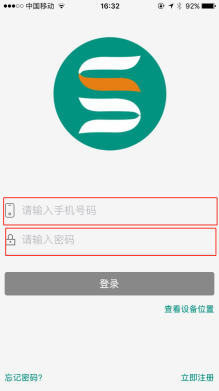 中国移动 16:32 92%
请输入手机号码
请输入密码
登录
查看设备位置
忘记密码? 立即注册